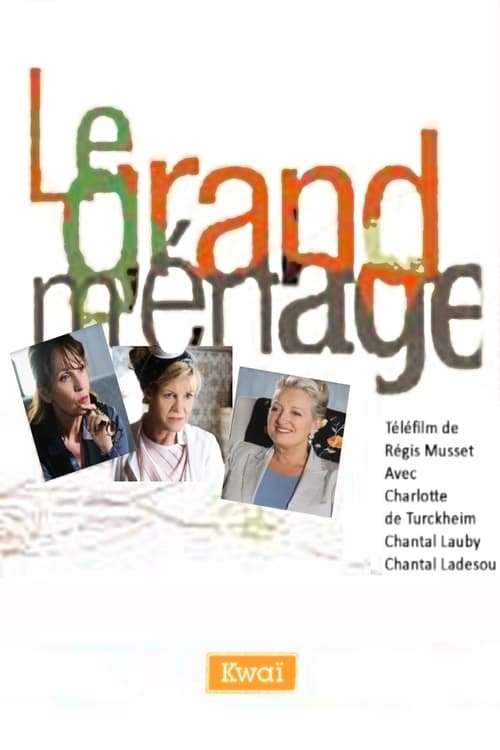 Le
grand
ménage
Téléfilm de
Régis Musset
Avec
Charlotte
de Turckheim
Chantal Lauby
Chantal Ladesou
Kwaï